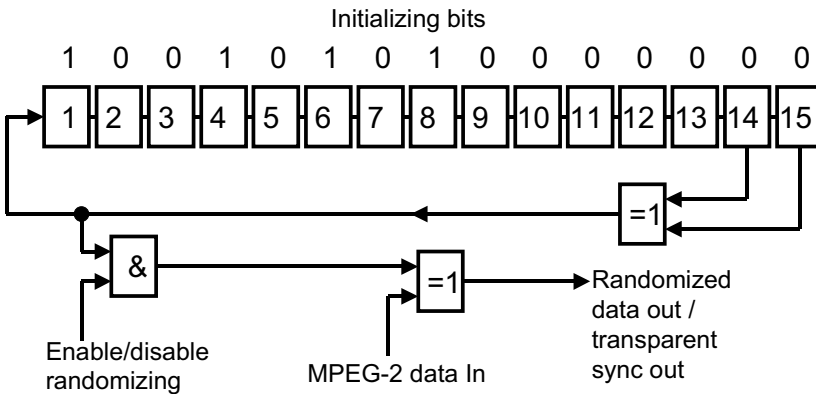 Initializing bits
1 0 0 1 0 1 0 1 0 0 0 0 0 0 0
1 2 3 4 5 6 7 8 9 10 11 12 13 14 15
=1
&
=1
Randomized
data out /
transparent
sync out
Enable/disable
randomizing
MPEG-2 data In